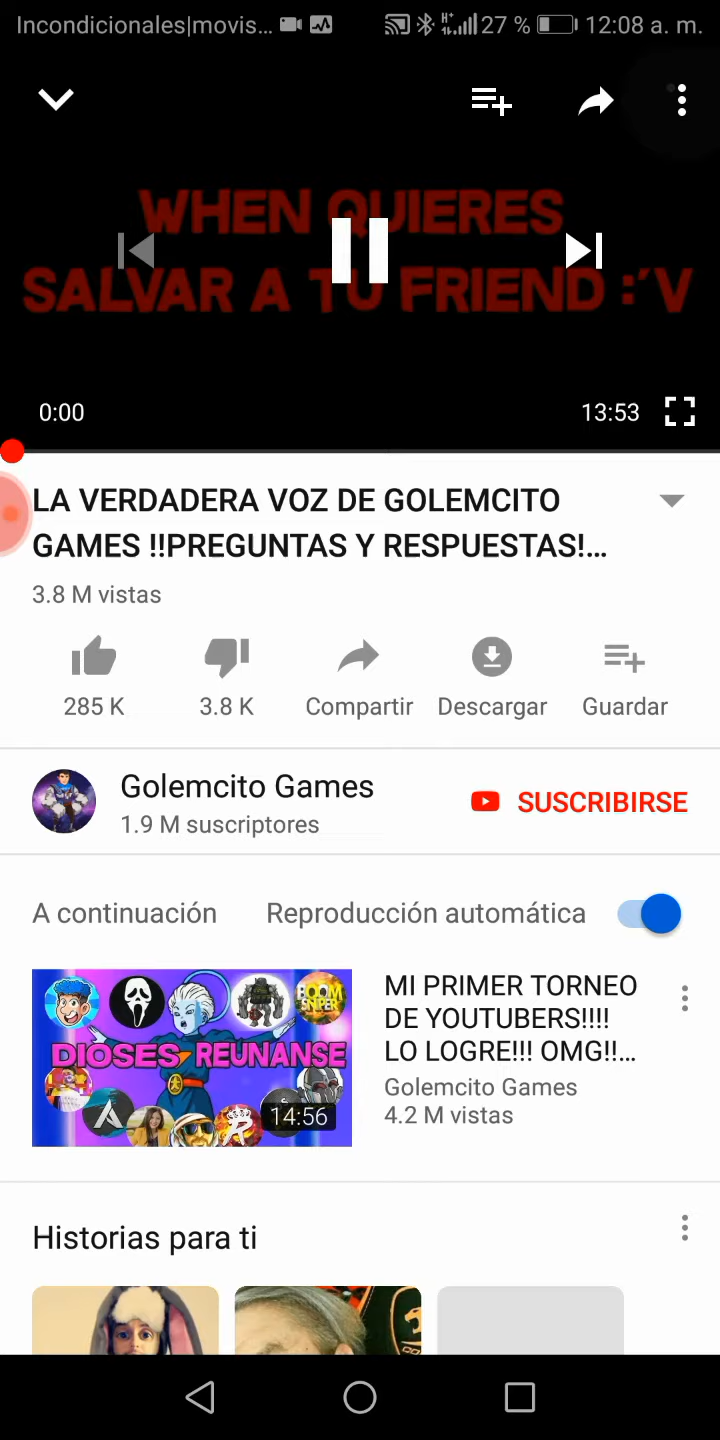 Incondicionales|movis... 27 % 12:08 a. m.
WHEN QUIERES
SALVAR A TU FRIEND :´V
0:00 13:53
LA VERDADERA VOZ DE GOLEMCITO
GAMES !!PREGUNTAS Y RESPUESTAS!...
3.8 M vistas
285 K 3.8 K Compartir Descargar Guardar
Golemcito Games
1.9 M suscriptores
SUSCRIBIRSE
A continuación Reproducción automática
BOOM
SNIPER
DIOSES REUNANSE
14:56
MI PRIMER TORNEO
DE YOUTUBERS!!!!
LO LOGRE!!! OMG!!...
Golemcito Games
4.2 M vistas
Historias para ti